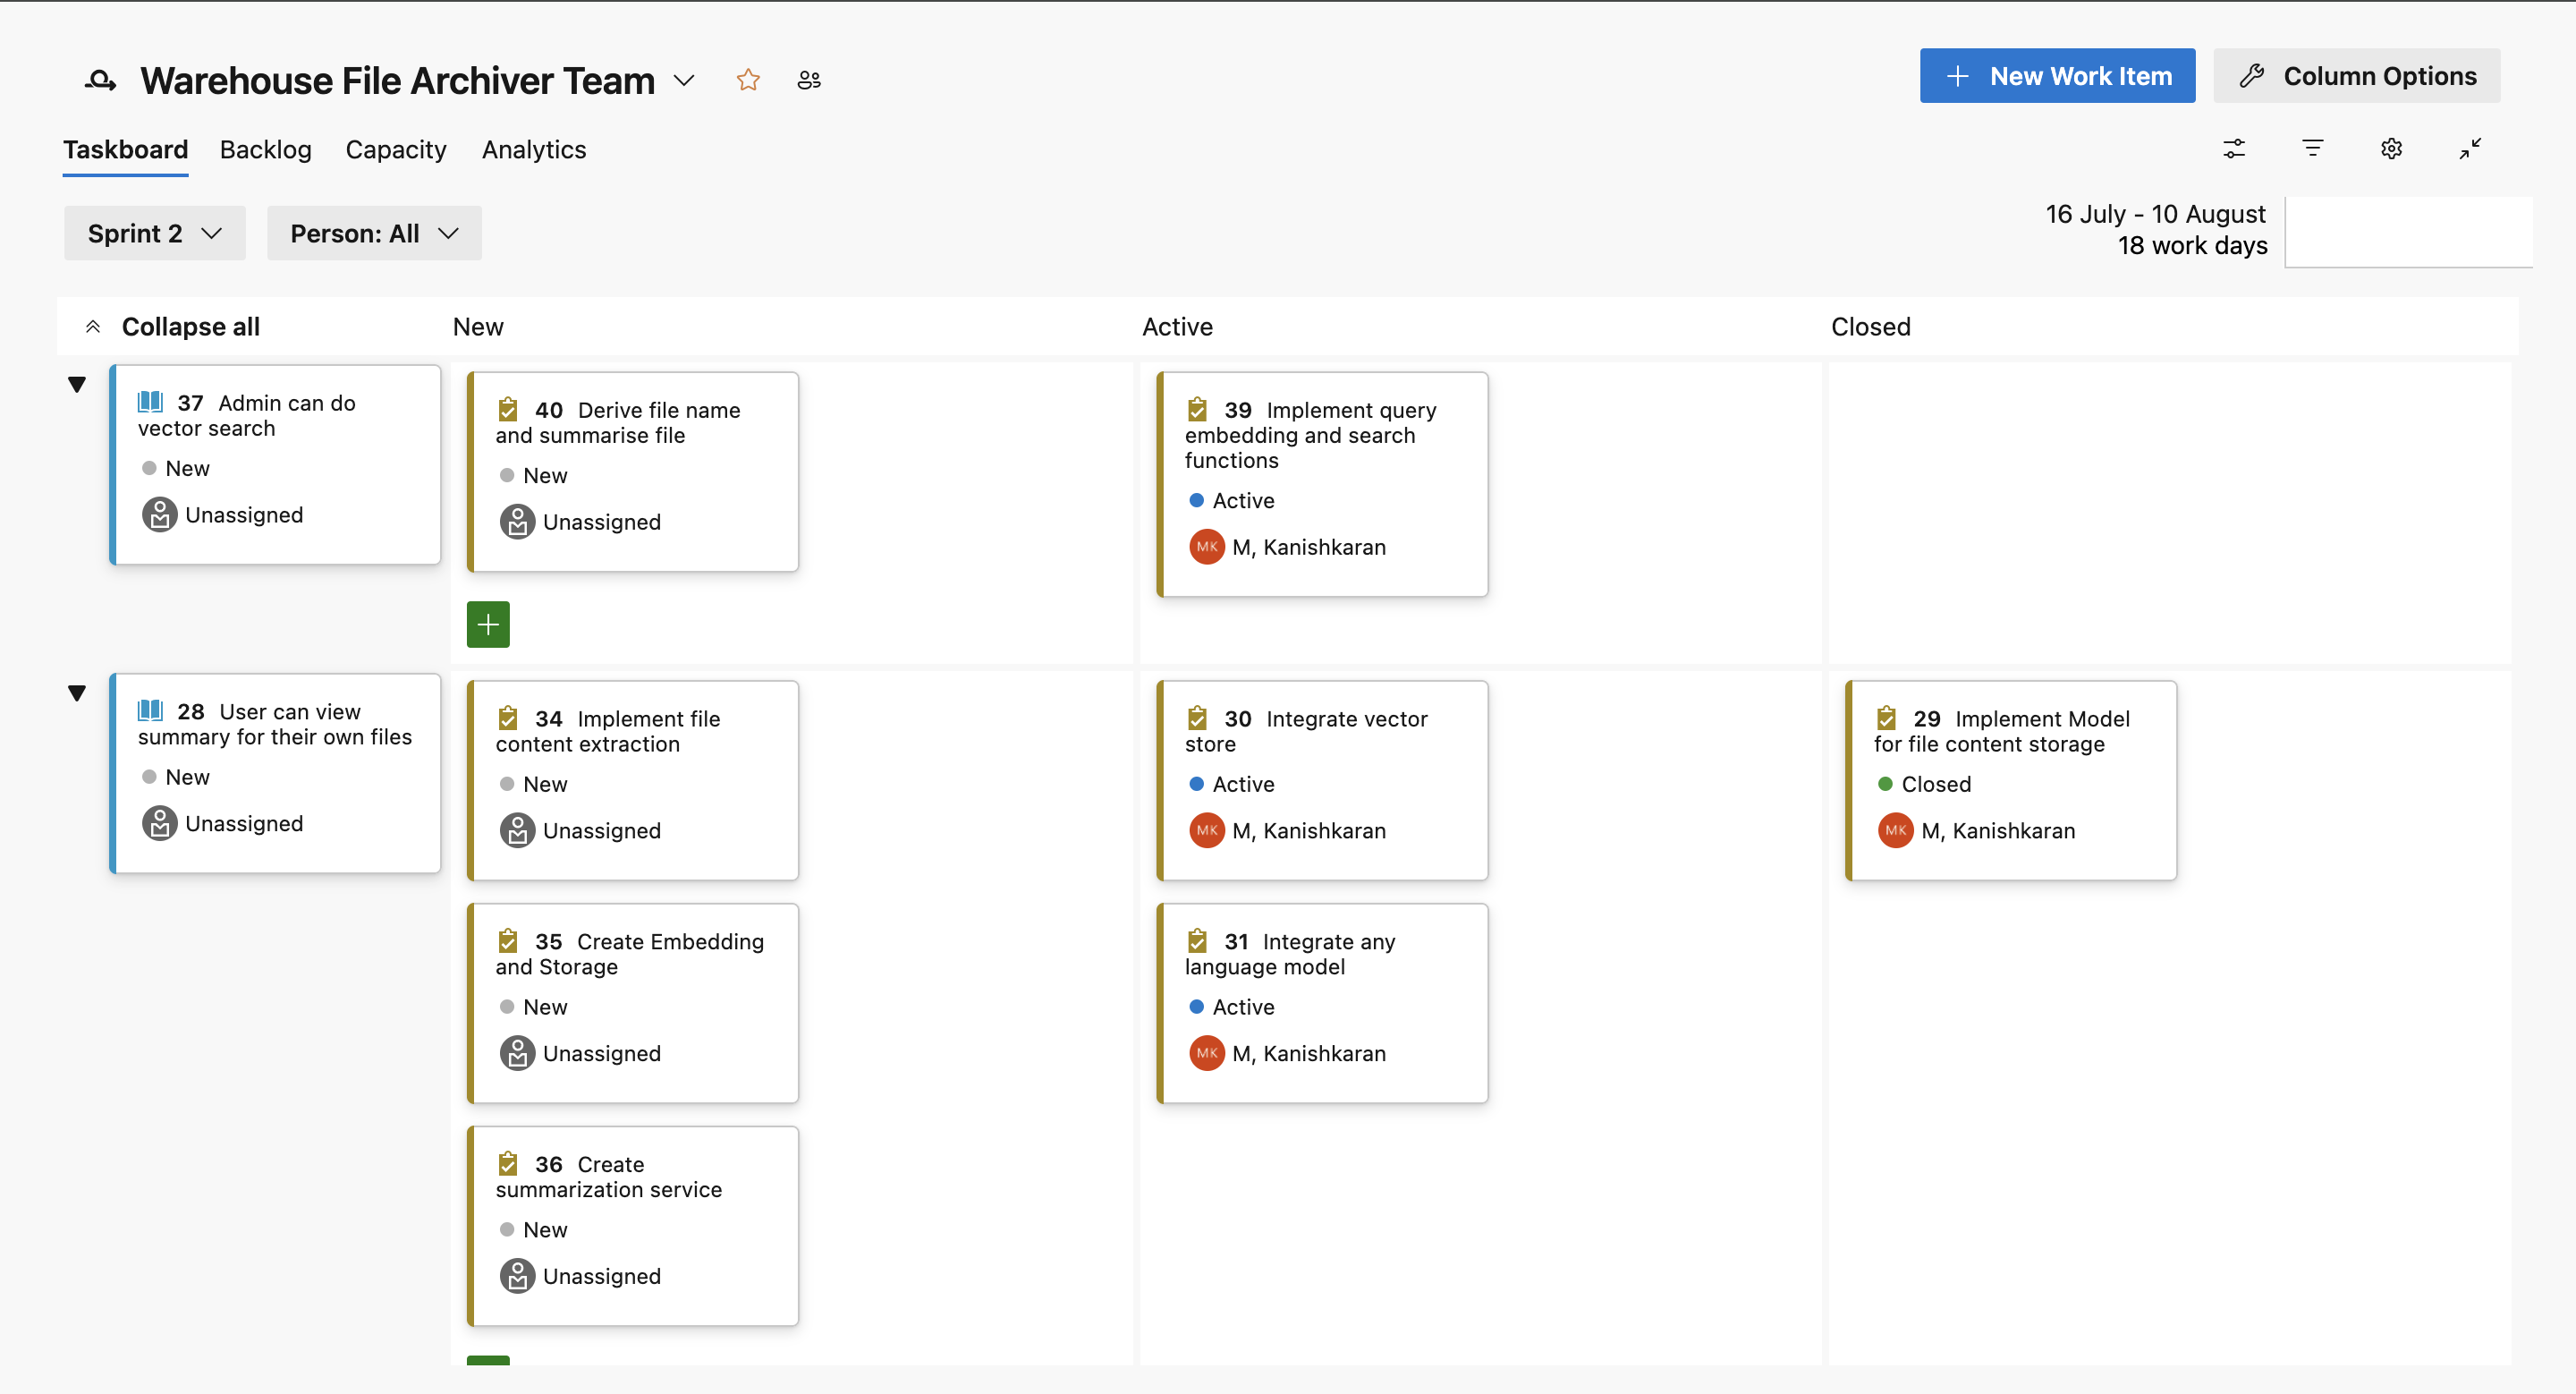 Warehouse File Archiver Team
New Work Item
Column Options
Taskboard
Backlog
Capacity
Analytics
Sprint 2
Person: All
16 July - 10 August
18 work days
Collapse all
New
Active
Closed
37 Admin can do
vector search
New
Unassigned
40 Derive file name
and summarise file
New
Unassigned
39 Implement query
embedding and search
functions
Active
MK M, Kanishkaran
28 User can view
summary for their own files
New
Unassigned
34 Implement file
content extraction
New
Unassigned
35 Create Embedding
and Storage
New
Unassigned
36 Create
summarization service
New
Unassigned
30 Integrate vector
store
Active
MK M, Kanishkaran
31 Integrate any
language model
Active
MK M, Kanishkaran
29 Implement Model
for file content storage
Closed
MK M, Kanishkaran